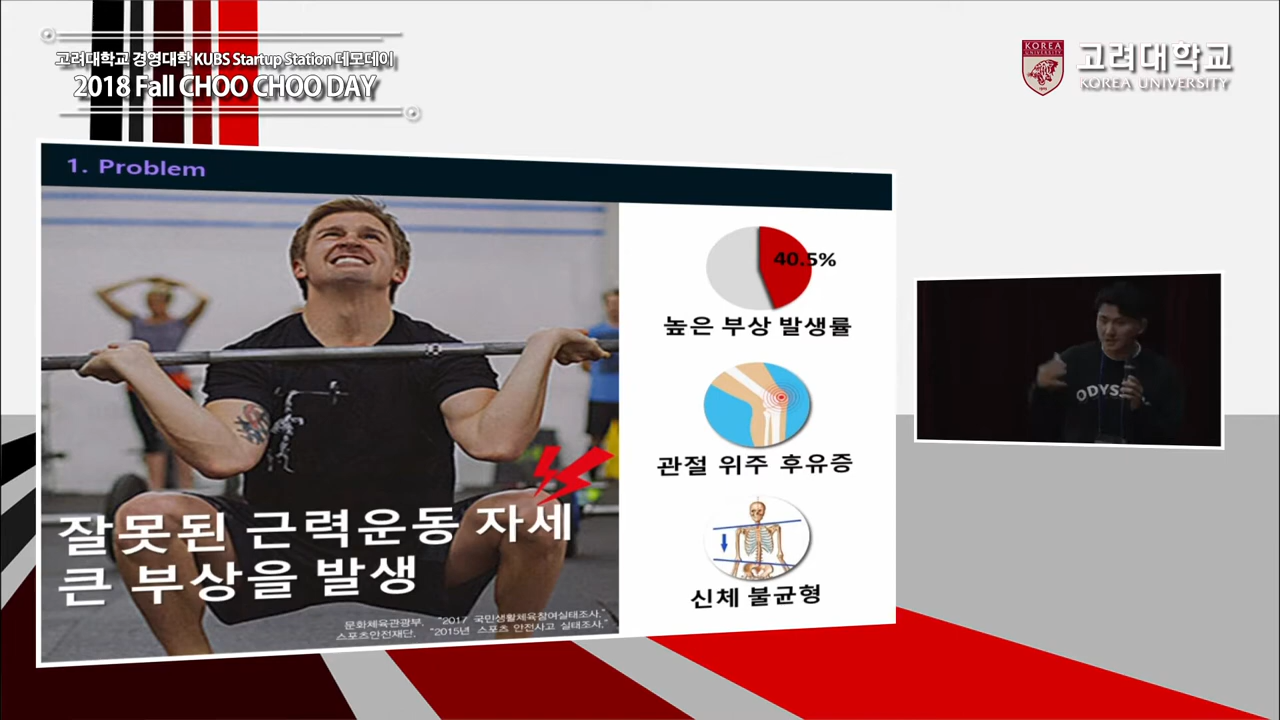 고려대학교 경영대학 KUBS Startup Station 데모데이
2018 Fall CHOO CHOO DAY
KOREA
UNIVERSITY
고려대학교
KOREA UNIVERSITY
1. Problem
잘못된 근력운동 자세
큰 부상을 발생
문화체육관광부, "2017 국민생활체육참여실태조사,"
스포츠안전재단, "2015년 스포츠 안전사고 실태조사,"
40.5%
높은 부상 발생률
관절 위주 후유증
신체 불균형
ODYS